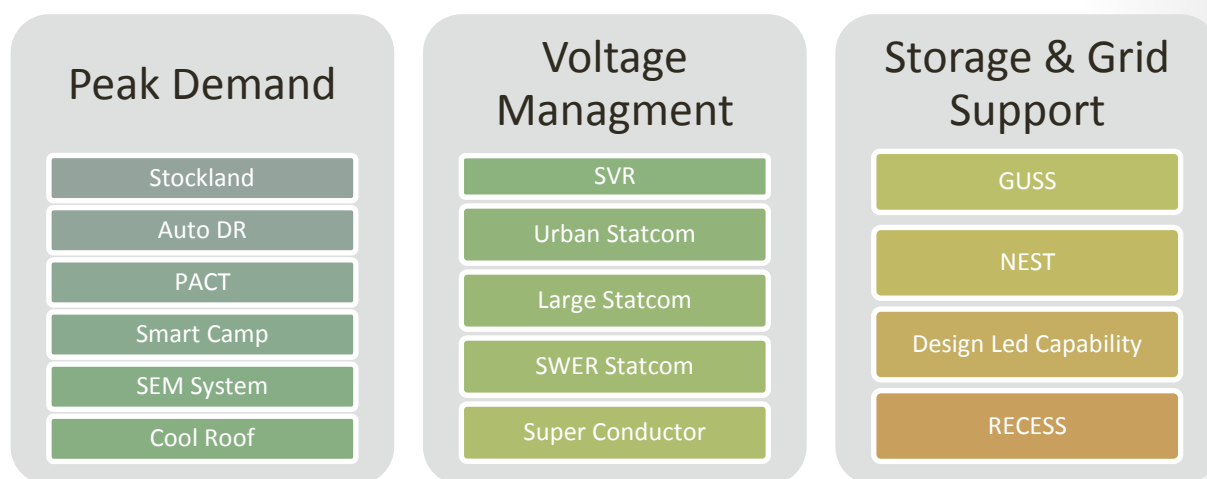 Peak Demand
Stockland
Auto DR
PACT
Smart Camp
SEM System
Cool Roof
Voltage
Managment
SVR
Urban Statcom
Large Statcom
SWER Statcom
Super Conductor
Storage & Grid
Support
GUSS
NEST
Design Led Capability
RECESS